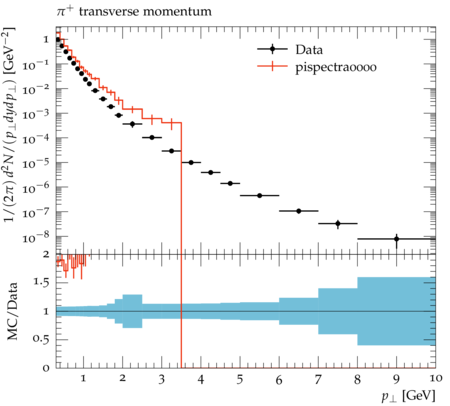 π⁺ transverse momentum
1/(2π) d²N/(p⊥dydp⊥) [GeV⁻²]
1
10⁻¹
10⁻²
10⁻³
10⁻⁴
10⁻⁵
10⁻⁶
10⁻⁷
10⁻⁸
Data
pispectraoooo
MC/Data
2
1.5
1
0.5
0
1 2 3 4 5 6 7 8 9 10
p⊥ [GeV]